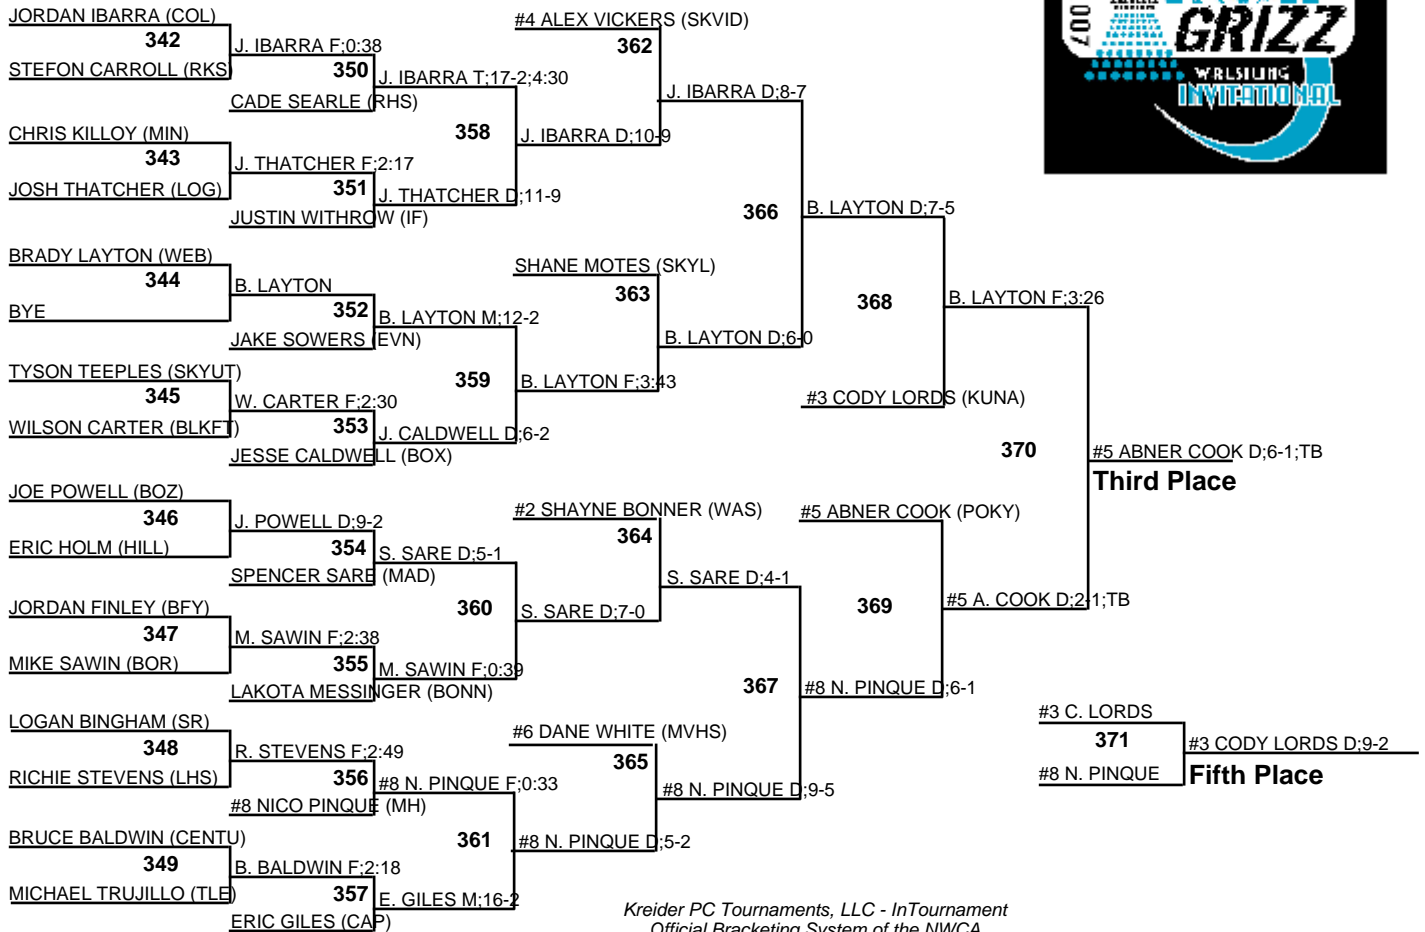 JORDAN IBARRA (COL)
342
STEFON CARROLL (RKS)
J. IBARRA F;0:38
350
CADE SEARLE (RHS)
J. IBARRA T;17-2;4:30
CHRIS KILLOY (MIN)
343
JOSH THATCHER (LOG)
J. THATCHER F;2:17
351
JUSTIN WITHROW (IF)
J. THATCHER D;11-9
358
J. IBARRA D;10-9
#4 ALEX VICKERS (SKVID)
362
J. IBARRA D;8-7
BRADY LAYTON (WEB)
344
BYE
B. LAYTON
352
JAKE SOWERS (EVN)
B. LAYTON M;12-2
TYSON TEEPLES (SKYUT)
345
WILSON CARTER (BLKFT)
W. CARTER F;2:30
353
JESSE CALDWELL (BOX)
J. CALDWELL D;6-2
359
B. LAYTON F;3:43
SHANE MOTES (SKYL)
363
B. LAYTON D;6-0
366
B. LAYTON D;7-5
368
#3 CODY LORDS (KUNA)
B. LAYTON F;3:26
JOE POWELL (BOZ)
346
ERIC HOLM (HILL)
J. POWELL D;9-2
354
SPENCER SARE (MAD)
S. SARE D;5-1
JORDAN FINLEY (BFY)
347
MIKE SAWIN (BOR)
M. SAWIN F;2:38
355
LAKOTA MESSINGER (BONN)
M. SAWIN F;0:39
360
S. SARE D;7-0
#2 SHAYNE BONNER (WAS)
364
S. SARE D;4-1
LOGAN BINGHAM (SR)
348
RICHIE STEVENS (LHS)
R. STEVENS F;2:49
356
#8 NICO PINQUE (MH)
#8 N. PINQUE F;0:33
BRUCE BALDWIN (CENTU)
349
MICHAEL TRUJILLO (TLE)
B. BALDWIN F;2:18
357
ERIC GILES (CAP)
E. GILES M;16-2
361
#8 N. PINQUE D;5-2
#6 DANE WHITE (MVHS)
365
#8 N. PINQUE D;9-5
367
#8 N. PINQUE D;6-1
#5 ABNER COOK (POKY)
369
#5 A. COOK D;2-1;TB
370
#5 ABNER COOK D;6-1;TB
Third Place
#3 C. LORDS
371
#8 N. PINQUE
#3 CODY LORDS D;9-2
Fifth Place
GRIZZ
WRESTLING
INVITATIONAL
Kreider PC Tournaments, LLC - InTournament
Official Bracketing System of the NWCA